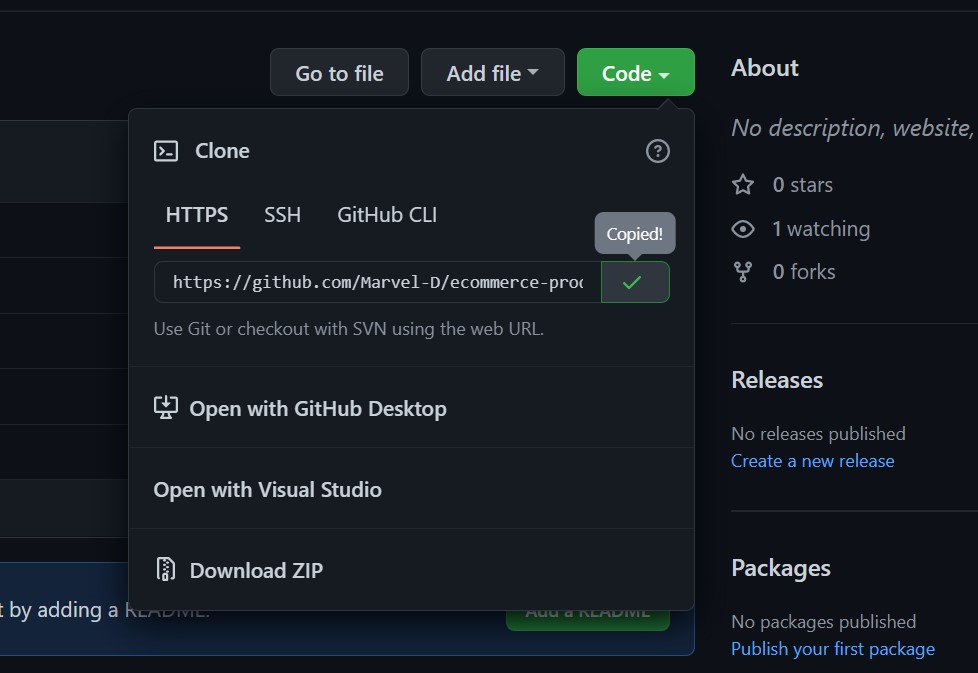 Go to file
Add file
Code
Clone
HTTPS
SSH
GitHub CLI
Copied!
https://github.com/Marvel-D/ecommerce-prod
Use Git or checkout with SVN using the web URL.
Open with GitHub Desktop
Open with Visual Studio
Download ZIP
t by adding a README.
Add a README
About
No description, website,
0 stars
1 watching
0 forks
Releases
No releases published
Create a new release
Packages
No packages published
Publish your first package